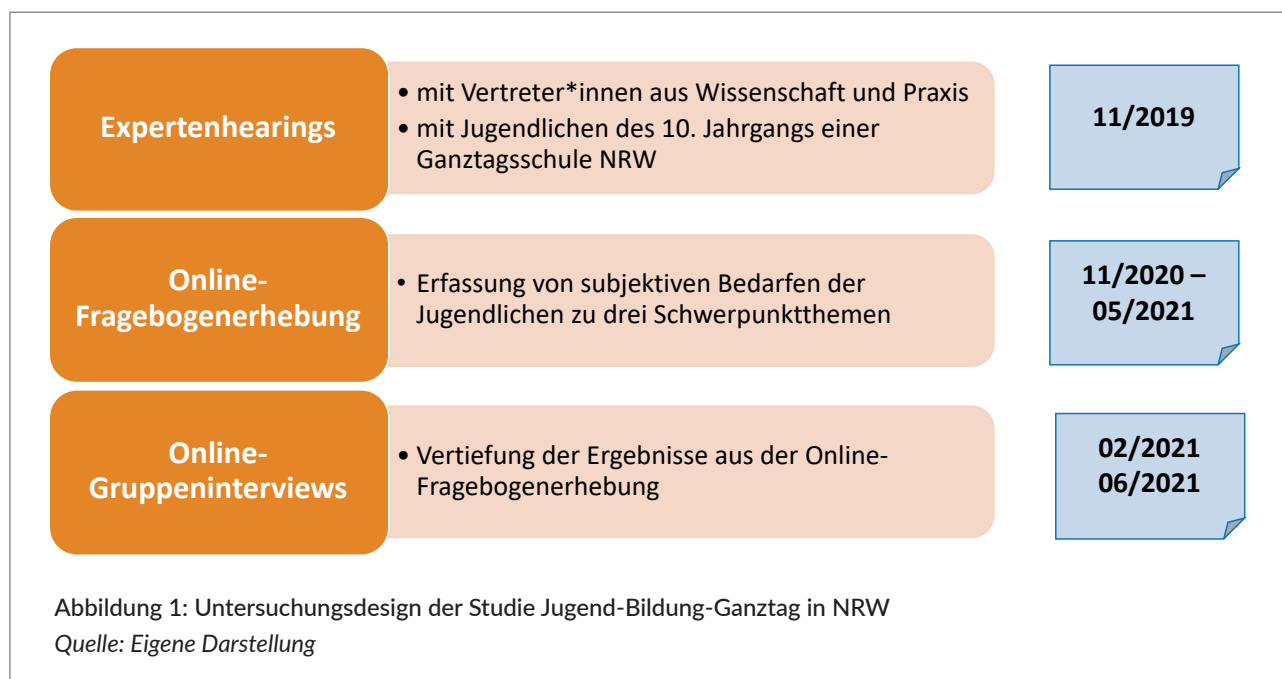 Expertenhearings
• mit Vertreter*innen aus Wissenschaft und Praxis
• mit Jugendlichen des 10. Jahrgangs einer
Ganztagsschule NRW
11/2019
Online-
Fragebogenerhebung
• Erfassung von subjektiven Bedarfen der
Jugendlichen zu drei Schwerpunktthemen
11/2020 –
05/2021
Online-
Gruppeninterviews
• Vertiefung der Ergebnisse aus der Online-
Fragebogenerhebung
02/2021
06/2021
Abbildung 1: Untersuchungsdesign der Studie Jugend-Bildung-Ganztag in NRW
Quelle: Eigene Darstellung